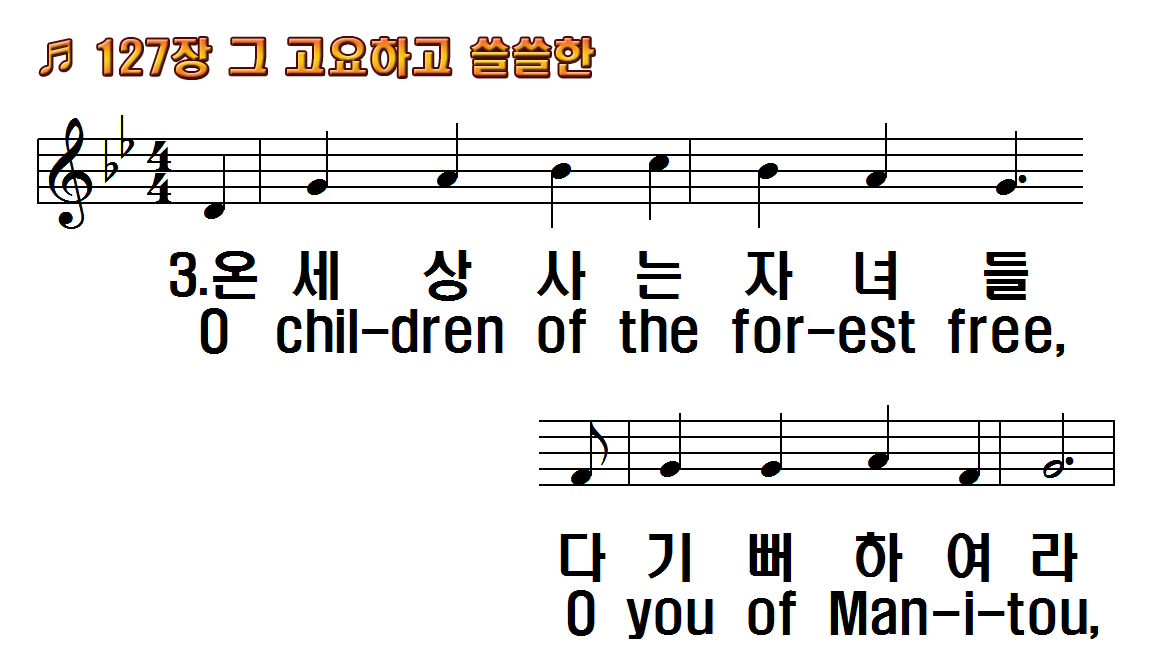 ♬ 127장 그 고요하고 쓸쓸한
3.온 세 상 사 는 자 녀 들
O chil-dren of the for-est free,
다 기 뻐 하 여 라
O you of Man-i-tou,